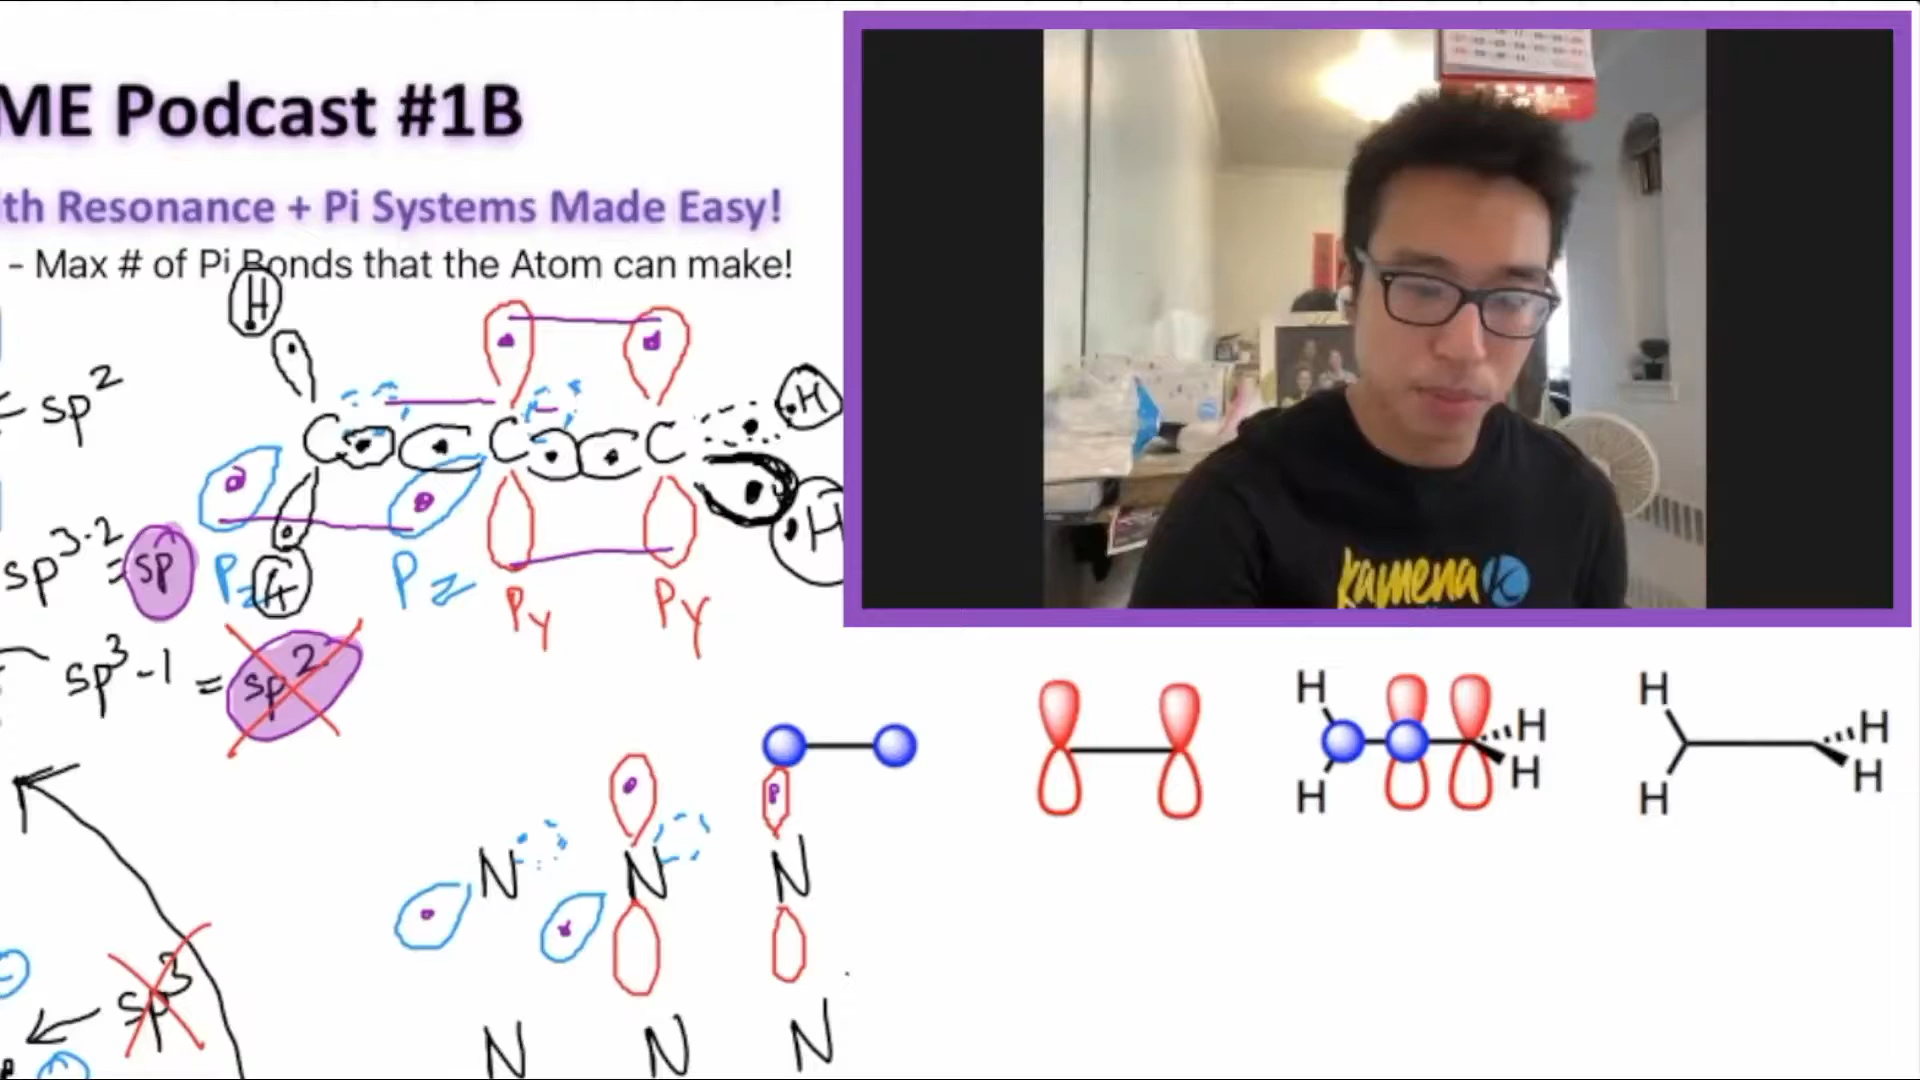 ME Podcast #1B
ith Resonance + Pi Systems Made Easy!
- Max # of Pi Bonds that the Atom can make!
H
sp²
C C C H
H
sp³⁻² = sp
Pz H Pz Py Py
sp³-1 = sp²
kamena K
H H
H H
H H
H H
N N N
sp³
N N N